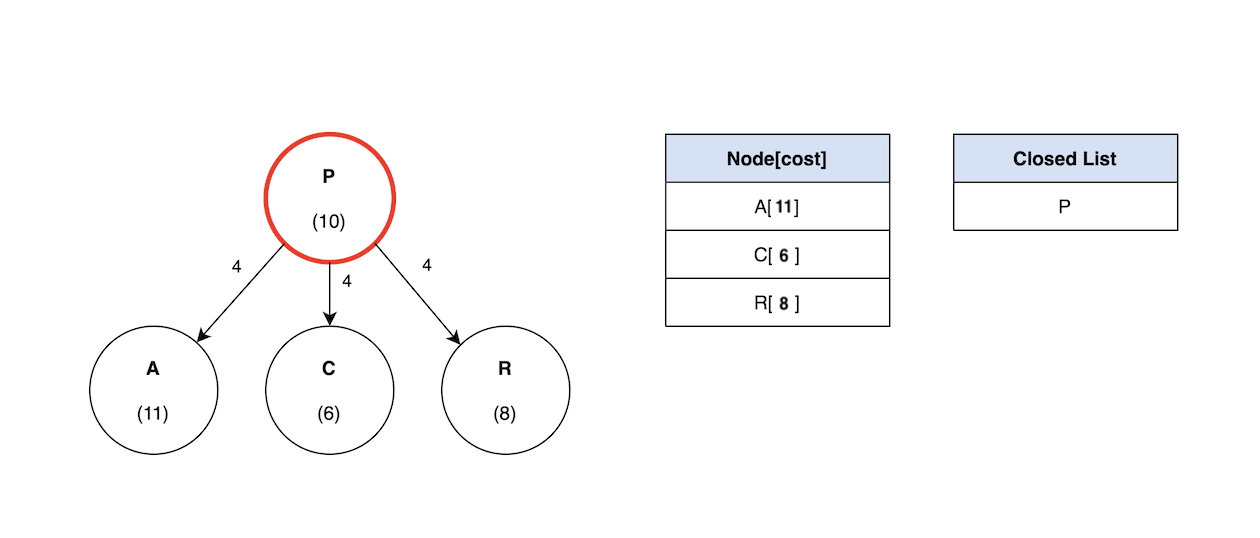 P
(10)
4
4
4
A
(11)
C
(6)
R
(8)
Node[cost]
A[ 11]
C[ 6 ]
R[ 8 ]
Closed List
P